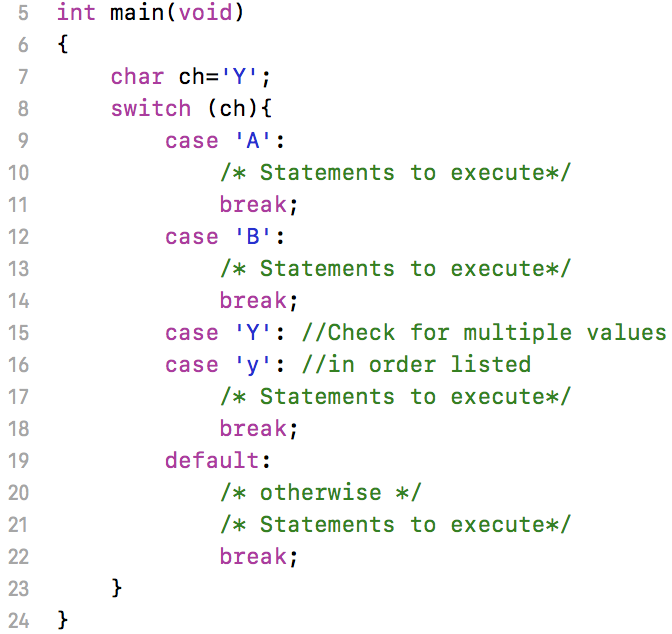 5 int main(void)
6 {
7 char ch='Y';
8 switch (ch){
9 case 'A':
10 /* Statements to execute*/
11 break;
12 case 'B':
13 /* Statements to execute*/
14 break;
15 case 'Y': //Check for multiple values
16 case 'y': //in order listed
17 /* Statements to execute*/
18 break;
19 default:
20 /* otherwise */
21 /* Statements to execute*/
22 break;
23 }
24 }